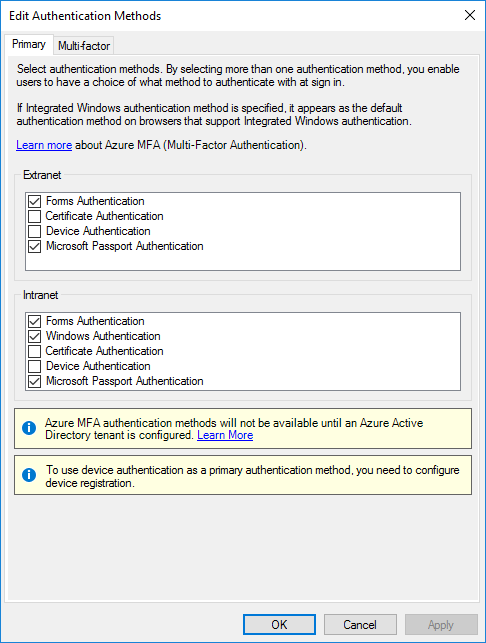 Edit Authentication Methods
Primary
Multi-factor
Select authentication methods. By selecting more than one authentication method, you enable
users to have a choice of what method to authenticate with at sign in.
If Integrated Windows authentication method is specified, it appears as the default
authentication method on browsers that support Integrated Windows authentication.
Learn more about Azure MFA (Multi-Factor Authentication).
Extranet
Forms Authentication
Certificate Authentication
Device Authentication
Microsoft Passport Authentication
Intranet
Forms Authentication
Windows Authentication
Certificate Authentication
Device Authentication
Microsoft Passport Authentication
Azure MFA authentication methods will not be available until an Azure Active
Directory tenant is configured. Learn More
To use device authentication as a primary authentication method, you need to configure
device registration.
OK
Cancel
Apply